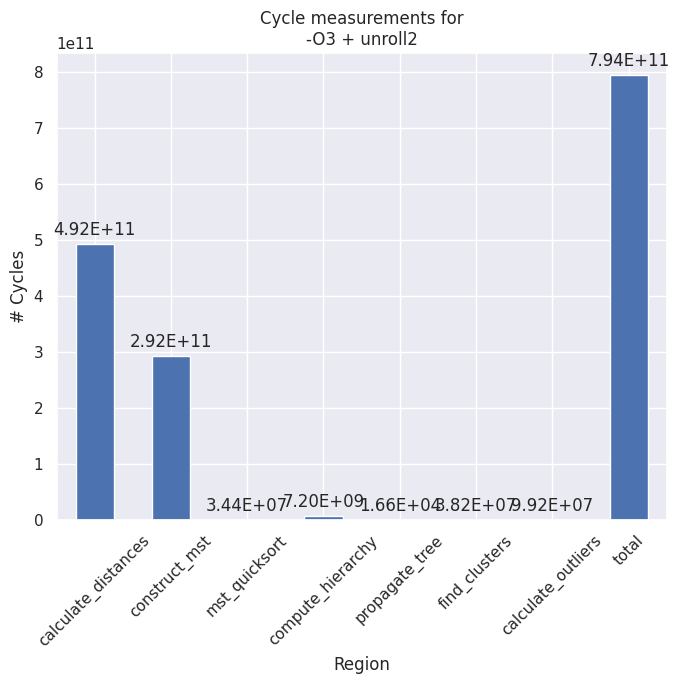 Cycle measurements for
-O3 + unroll2
1e11
8
7
6
5
4
3
2
1
0
# Cycles
4.92E+11
2.92E+11
3.44E+07
7.20E+09
1.66E+04
3.82E+07
9.92E+07
7.94E+11
calculate_distances
construct_mst
mst_quicksort
compute_hierarchy
propagate_tree
find_clusters
calculate_outliers
total
Region